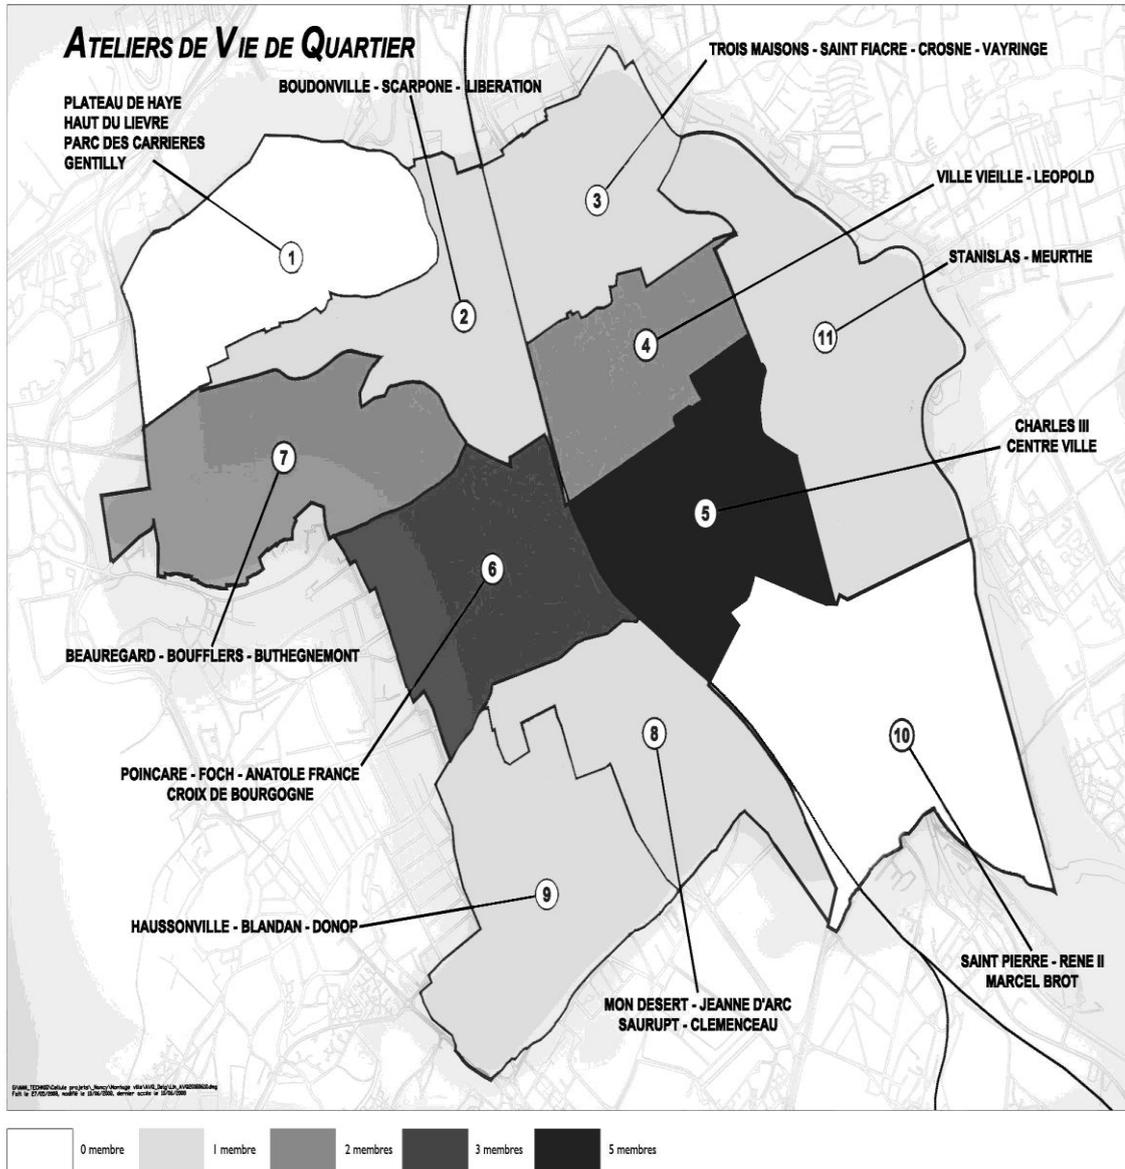 ATELIERS DE VIE DE QUARTIER
TROIS MAISONS - SAINT FIACRE - CROSNE - VAYRINGE
BOUDONVILLE - SCARPONE - LIBERATION
PLATEAU DE HAYE
HAUT DU LIEVRE
PARC DES CARRIERES
GENTILLY
VILLE VIEILLE - LEOPOLD
3
STANISLAS - MEURTHE
1
2
11
4
CHARLES III
CENTRE VILLE
7
5
6
BEAUREGARD - BOUFFLERS - BUTHEGNEMONT
8
10
POINCARE - FOCH - ANATOLE FRANCE
CROIX DE BOURGOGNE
9
HAUSSONVILLE - BLANDAN - DONOP
SAINT PIERRE - RENE II
MARCEL BROT
MON DESERT - JEANNE D'ARC
SAURUPT - CLEMENCEAU
0 membre
1 membre
2 membres
3 membres
5 membres